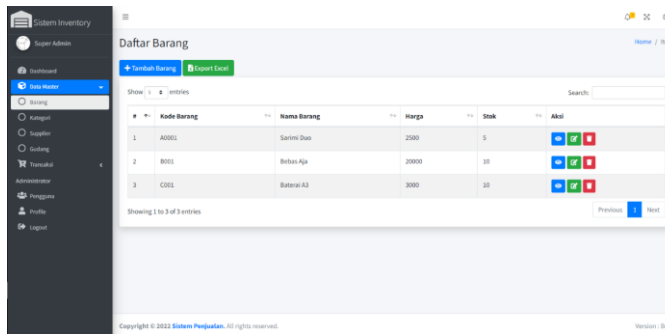 Sistem Inventory
Super Admin
Dashboard
Data Master
Barang
Kategori
Supplier
Gudang
Transaksi
Administrator
Pengguna
Profile
Logout
Daftar Barang
Home /
+Tambah Barang Export Excel
Show entries
Search:
# Kode Barang Nama Barang Harga Stok Aksi
1 A0001 Sarimi Duo 2500 5
2 B001 Bebas Aja 20000 10
3 C001 Baterai A2 3000 10
Showing 1 to 3 of 3 entries
Previous 1 Next
Copyright © 2022 Sistem Penjualan. All rights reserved.
Version :